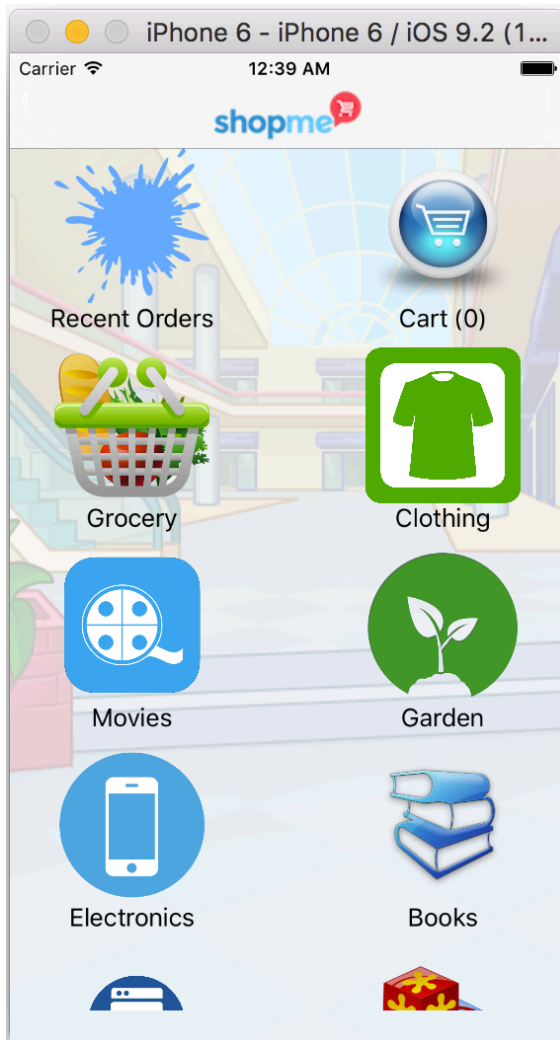 iPhone 6 - iPhone 6 / iOS 9.2 (1...
Carrier 12:39 AM
shopme
Recent Orders Cart (0)
Grocery Clothing
Movies Garden
Electronics Books